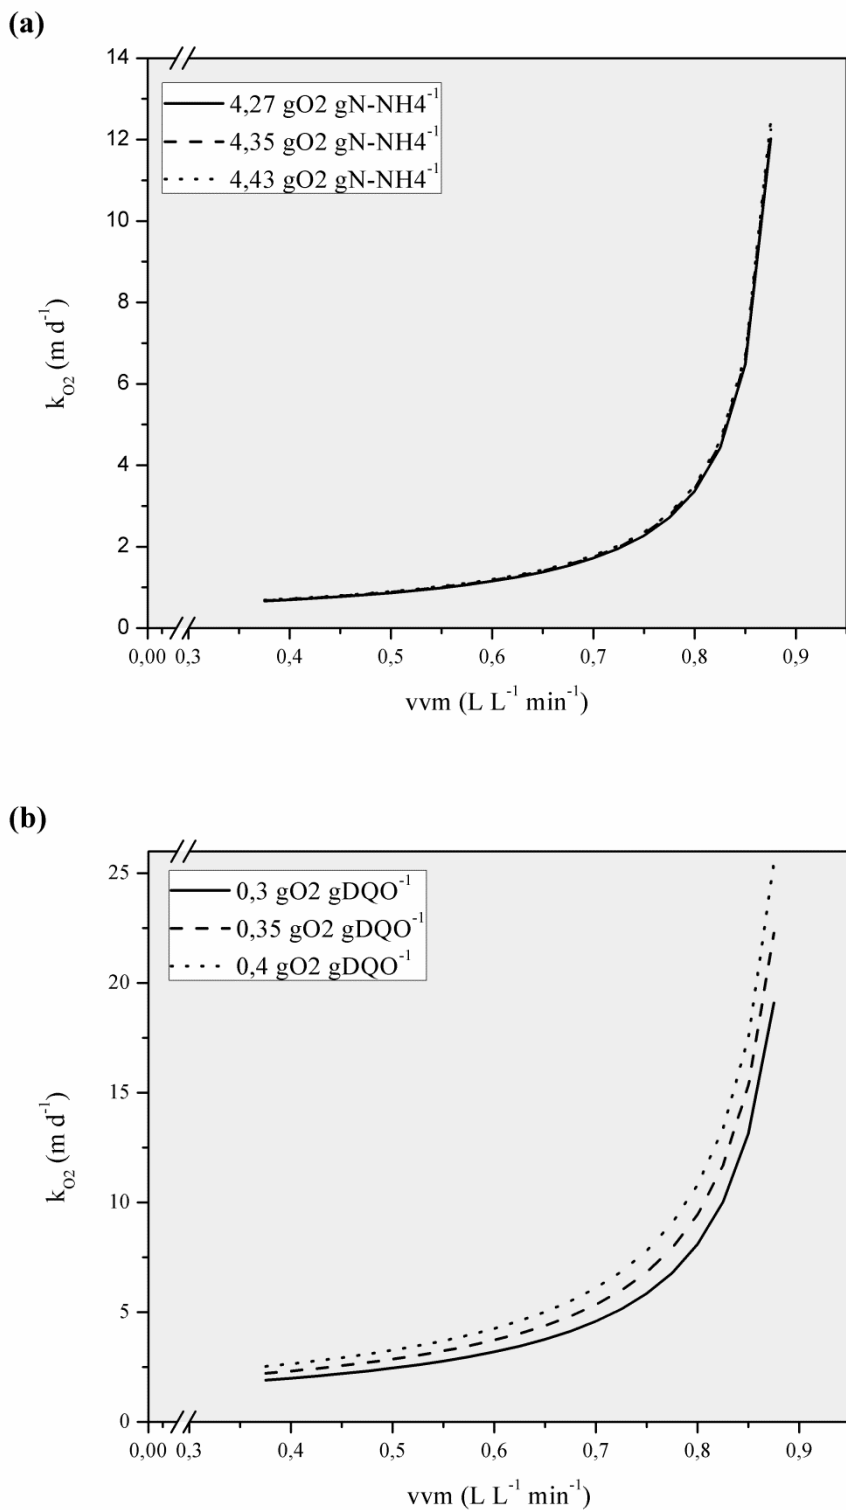 (a)
14
12
10
8
6
4
2
0
k_O2 (m d^-1)
4,27 gO2 gN-NH4^-1
4,35 gO2 gN-NH4^-1
4,43 gO2 gN-NH4^-1
0,00 0,3 0,4 0,5 0,6 0,7 0,8 0,9
vvm (L L^-1 min^-1)
(b)
25
20
15
10
5
0
k_O2 (m d^-1)
0,3 gO2 gDQO^-1
0,35 gO2 gDQO^-1
0,4 gO2 gDQO^-1
0,00 0,3 0,4 0,5 0,6 0,7 0,8 0,9
vvm (L L^-1 min^-1)